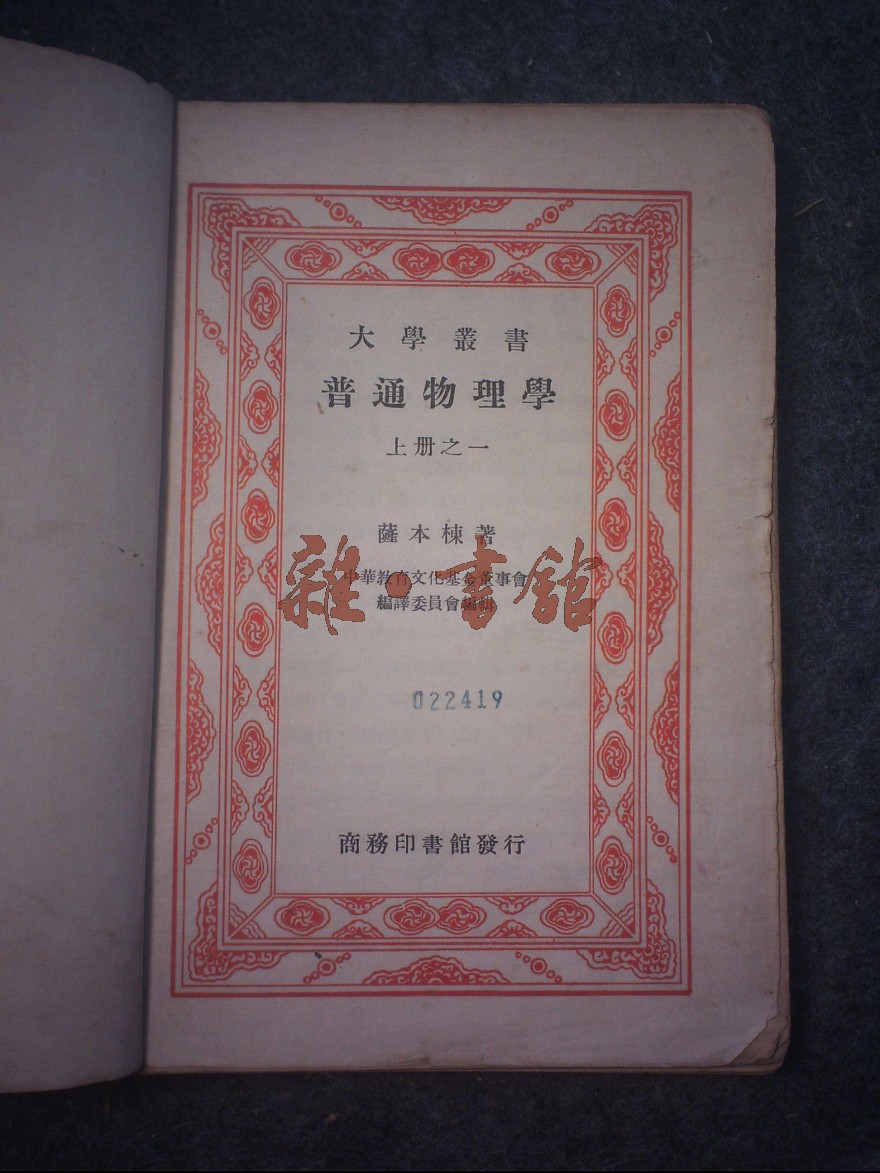 大學叢書
普通物理學
上册之一
薩本棟著
中華教育文化基金董事會
編譯委員會編輯
雜·書館
022419
商務印書館發行